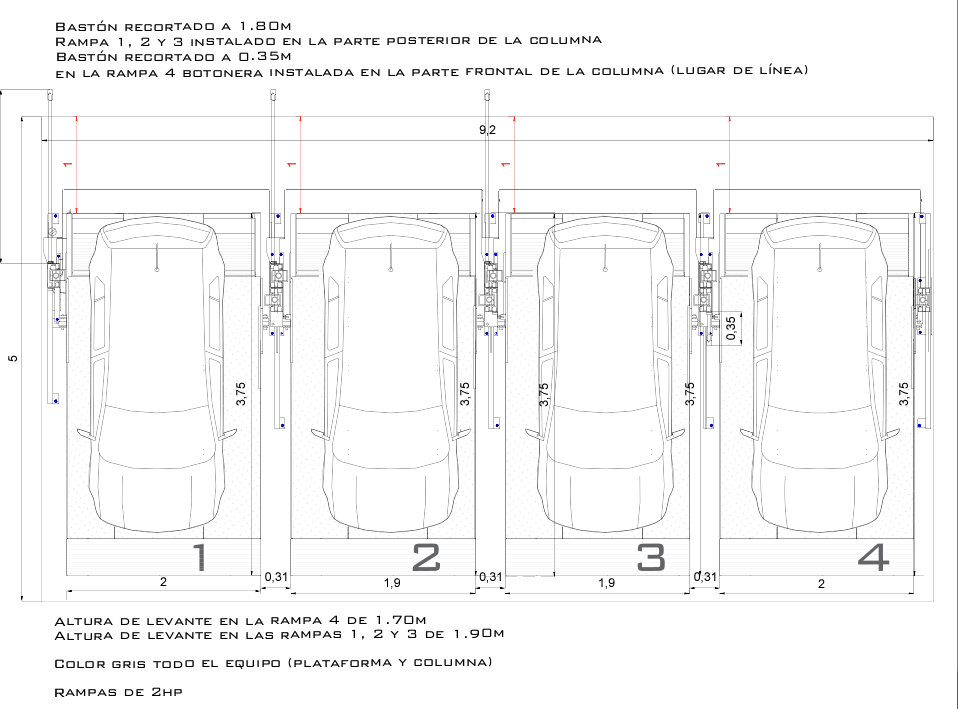 Bastón recortado a 1.80m
Rampa 1, 2 y 3 instalado en la parte posterior de la columna
Bastón recortado a 0.35m
en la rampa 4 botonera instalada en la parte frontal de la columna (lugar de línea)
9,2
1
1
1
1
0,35
5
3,75
3,75
3,75
3,75
3,75
1
2
3
4
2
0,31
1,9
0,31
1,9
0,31
2
Altura de levante en la rampa 4 de 1.70m
Altura de levante en las rampas 1, 2 y 3 de 1.90m
Color gris todo el equipo (plataforma y columna)
Rampas de 2hp